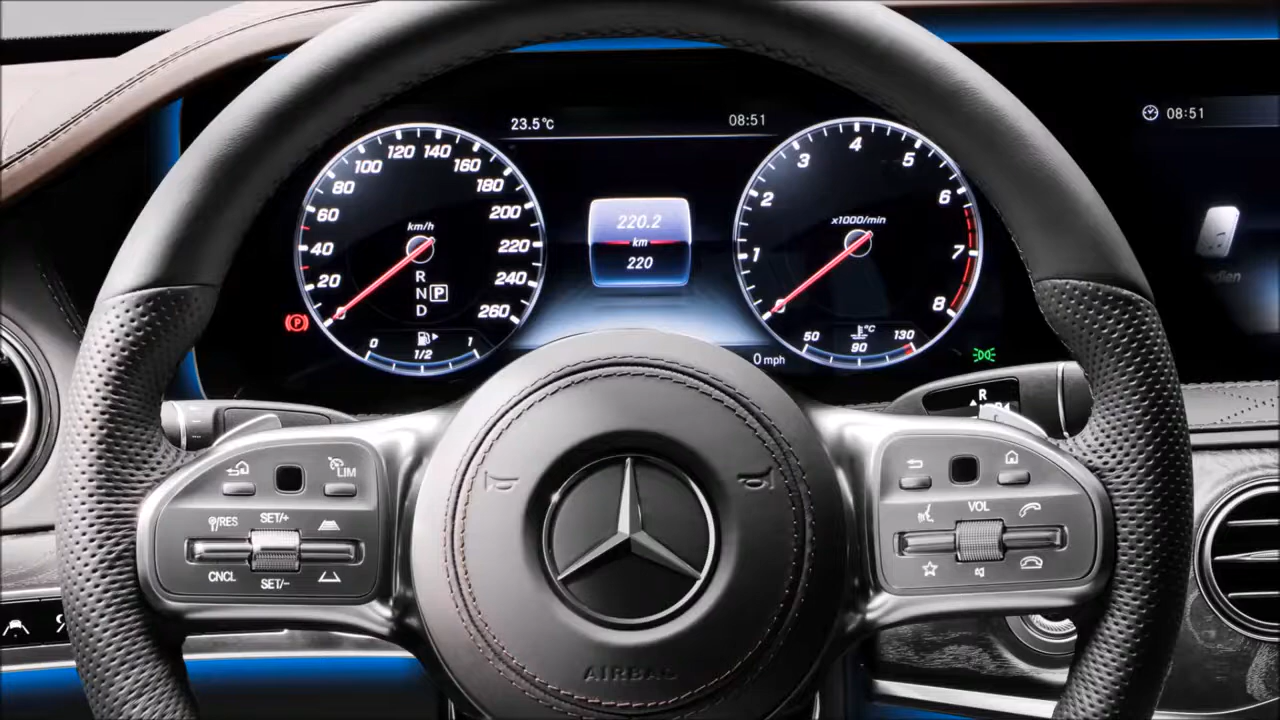 23.5°C
08:51
08:51
20
40
60
80
100
120
140
160
180
200
220
240
260
km/h
R
N P
D
0
1/2
1
(P)
220.2
km
220
1
2
3
4
5
6
7
8
x1000/min
50
°C
90
130
0 mph
R
LIM
/RES
SET/+
CNCL
SET/-
VOL
AIRBAG